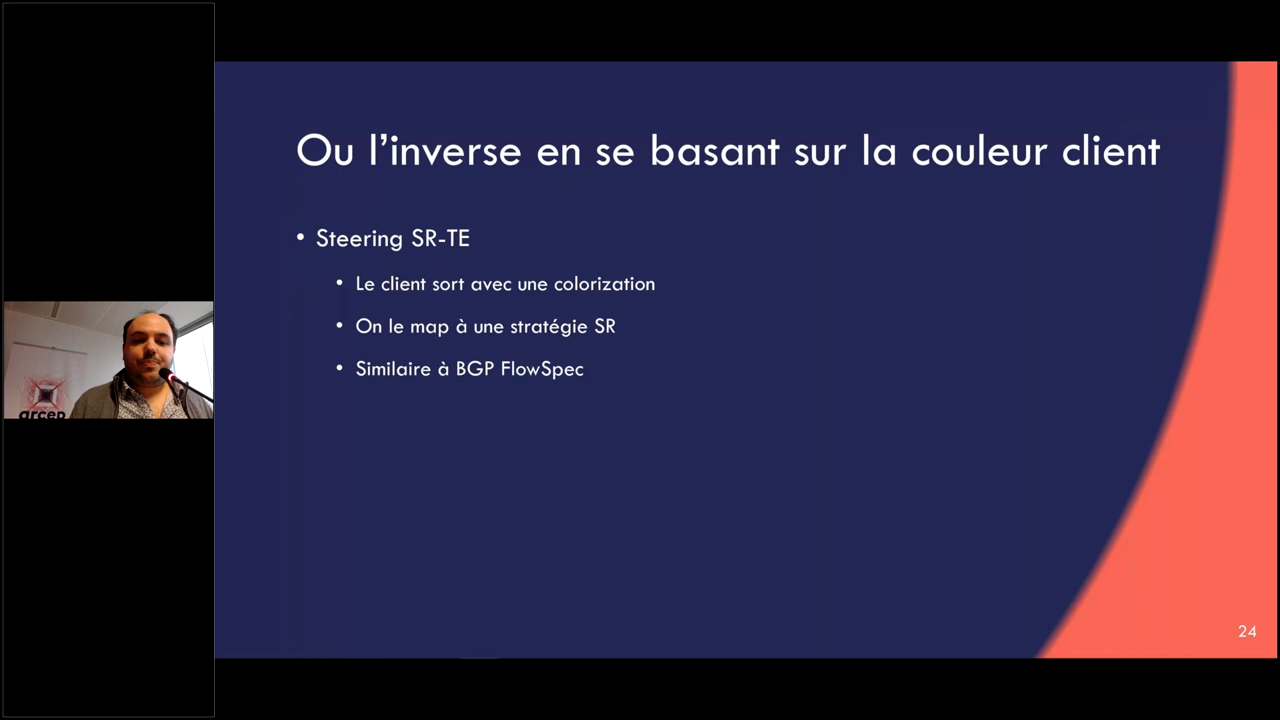 Ou l’inverse en se basant sur la couleur client
• Steering SR-TE
• Le client sort avec une colorization
• On le map à une stratégie SR
• Similaire à BGP FlowSpec
arcep
24